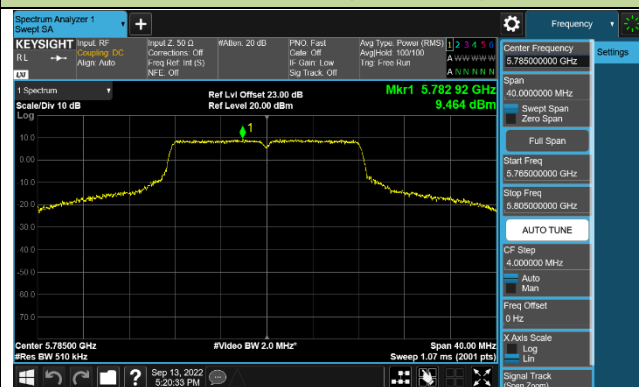 Spectrum Analyzer 1
Swept SA
Frequency
KEYSIGHT
RL
LXI
Input: RF
Coupling: DC
Align: Auto
Input Z: 50 Ω
Corrections: Off
Freq Ref: Int (S)
NFE: Off
#Atten: 20 dB
PNO: Fast
Gate: Off
IF Gain: Low
Sig Track: Off
Avg Type: Power (RMS)
Avg|Hold: 100/100
Trig: Free Run
1 2 3 4 5 6
A W W W W W
A N N N N N
Center Frequency
5.785000000 GHz
Settings
Span
40.0000000 MHz
Swept Span
Zero Span
Full Span
Start Freq
5.765000000 GHz
Stop Freq
5.805000000 GHz
AUTO TUNE
CF Step
4.000000 MHz
Auto
Man
Freq Offset
0 Hz
X Axis Scale
Log
Lin
Signal Track
(Span Zoom)
1 Spectrum
Scale/Div 10 dB
Log
Ref Lvl Offset 23.00 dB
Ref Level 20.00 dBm
Mkr1 5.782 92 GHz
9.464 dBm
1
10.0
0.00
-10.0
-20.0
-30.0
-40.0
-50.0
-60.0
-70.0
Center 5.78500 GHz
#Res BW 510 kHz
#Video BW 2.0 MHz*
Span 40.00 MHz
Sweep 1.07 ms (2001 pts)
?
Sep 13, 2022
5:20:33 PM